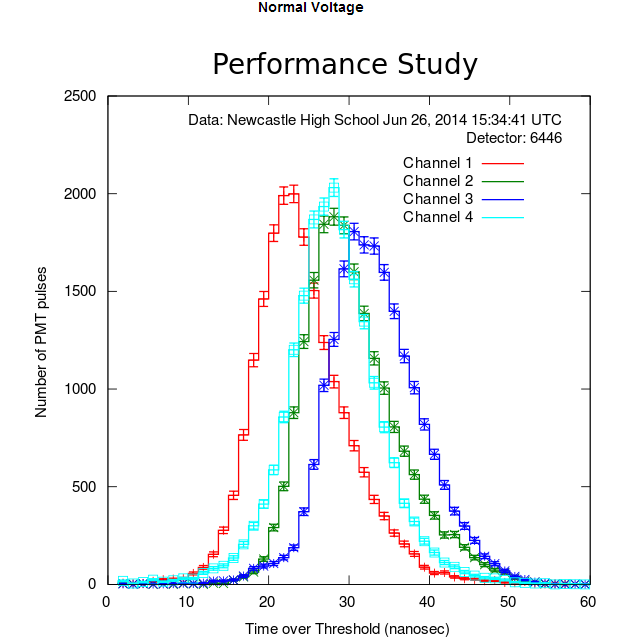 Normal Voltage
Performance Study
Data: Newcastle High School Jun 26, 2014 15:34:41 UTC
Detector: 6446
Channel 1
Channel 2
Channel 3
Channel 4
2500
2000
1500
1000
500
0
Number of PMT pulses
0 10 20 30 40 50 60
Time over Threshold (nanosec)